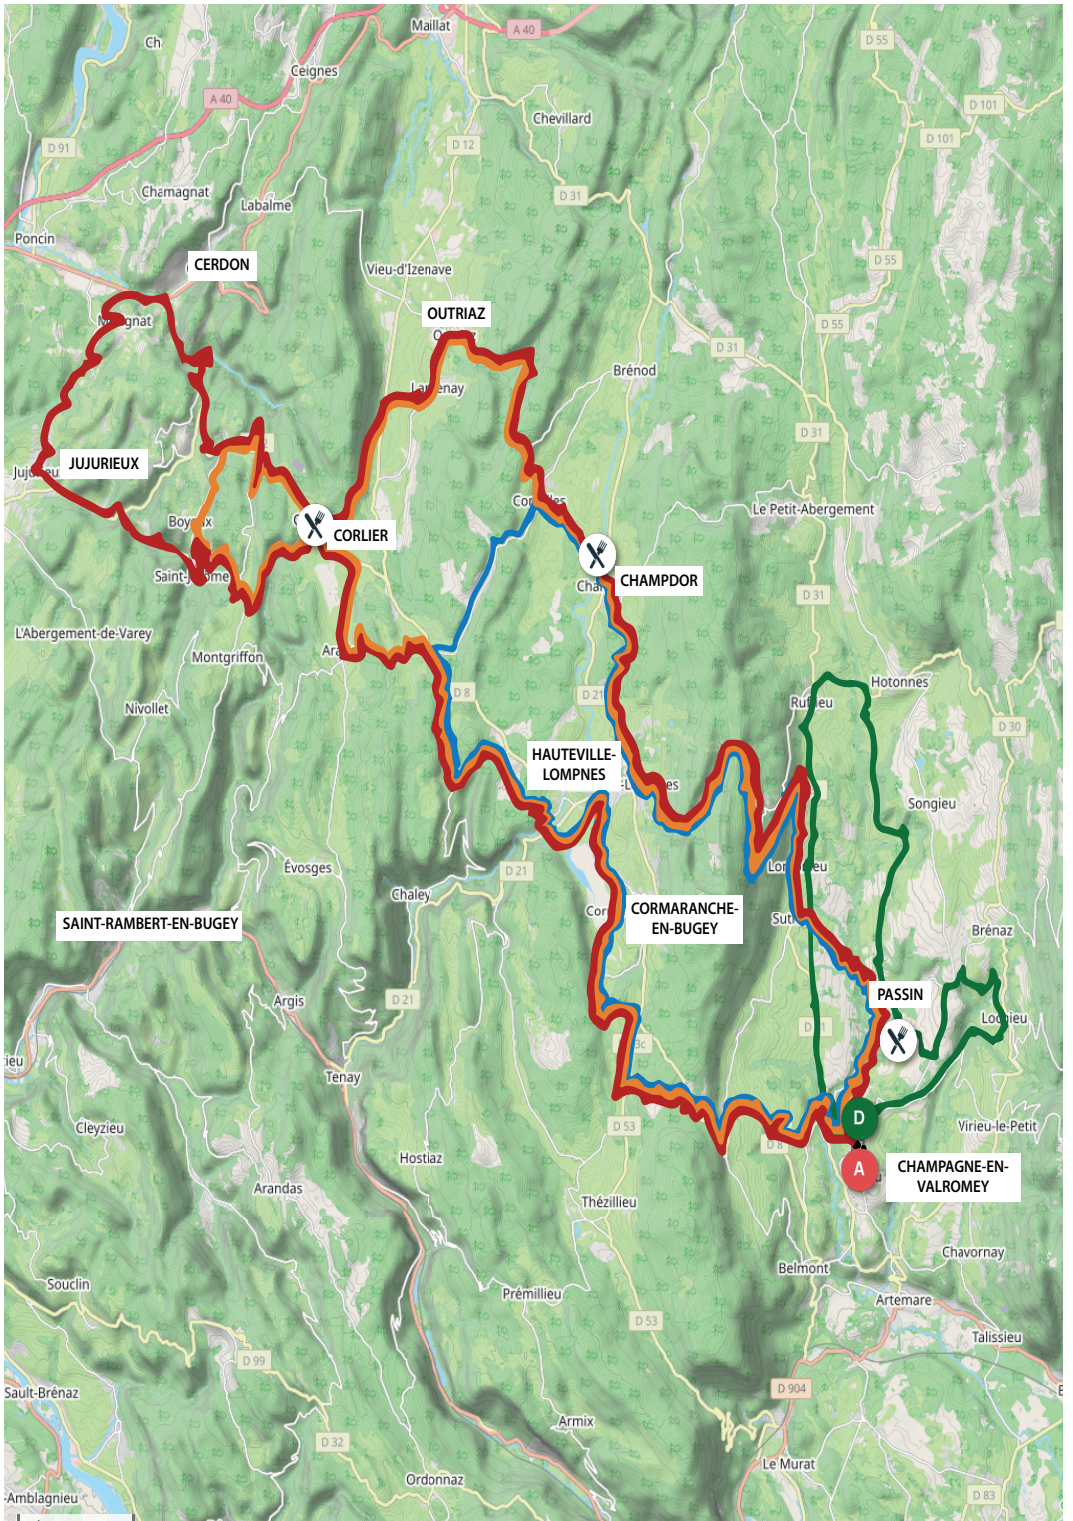 Maillat
A 40
D 55
Ch
Ceignes
A 40
D 101
Chevillard
D 101
D 91
D 12
Chamagnat
D 31
Labalme
Poncin
CERDON
D 55
Vieu-d'Izenave
OUTRIAZ
D 55
D 31
Brénod
Lantenay
D 31
JUJURIEUX
Le Petit-Abergement
CORLIER
CHAMPDOR
D 31
L'Abergement-de-Varey
Montgriffon
Hotonnes
D 8
D 21
Nivollet
D 30
HAUTEVILLE-
LOMPNES
Songieu
Évosges
D 21
Chaley
CORMARANCHE-
EN-BUGEY
SAINT-RAMBERT-EN-BUGEY
Brénaz
PASSIN
Argis
D 21
Tenay
D
D 53
Cleyzieu
Virieu-le-Petit
D 8
Hostiaz
A
CHAMPAGNE-EN-
VALROMEY
Arandas
Thézillieu
Chavornay
Belmont
Souclin
Prémillieu
Artemare
D 53
Talissieu
D 99
D 904
Sault-Brénaz
Armix
D 32
Le Murat
Ordonnaz
-Amblagnieu
D 83